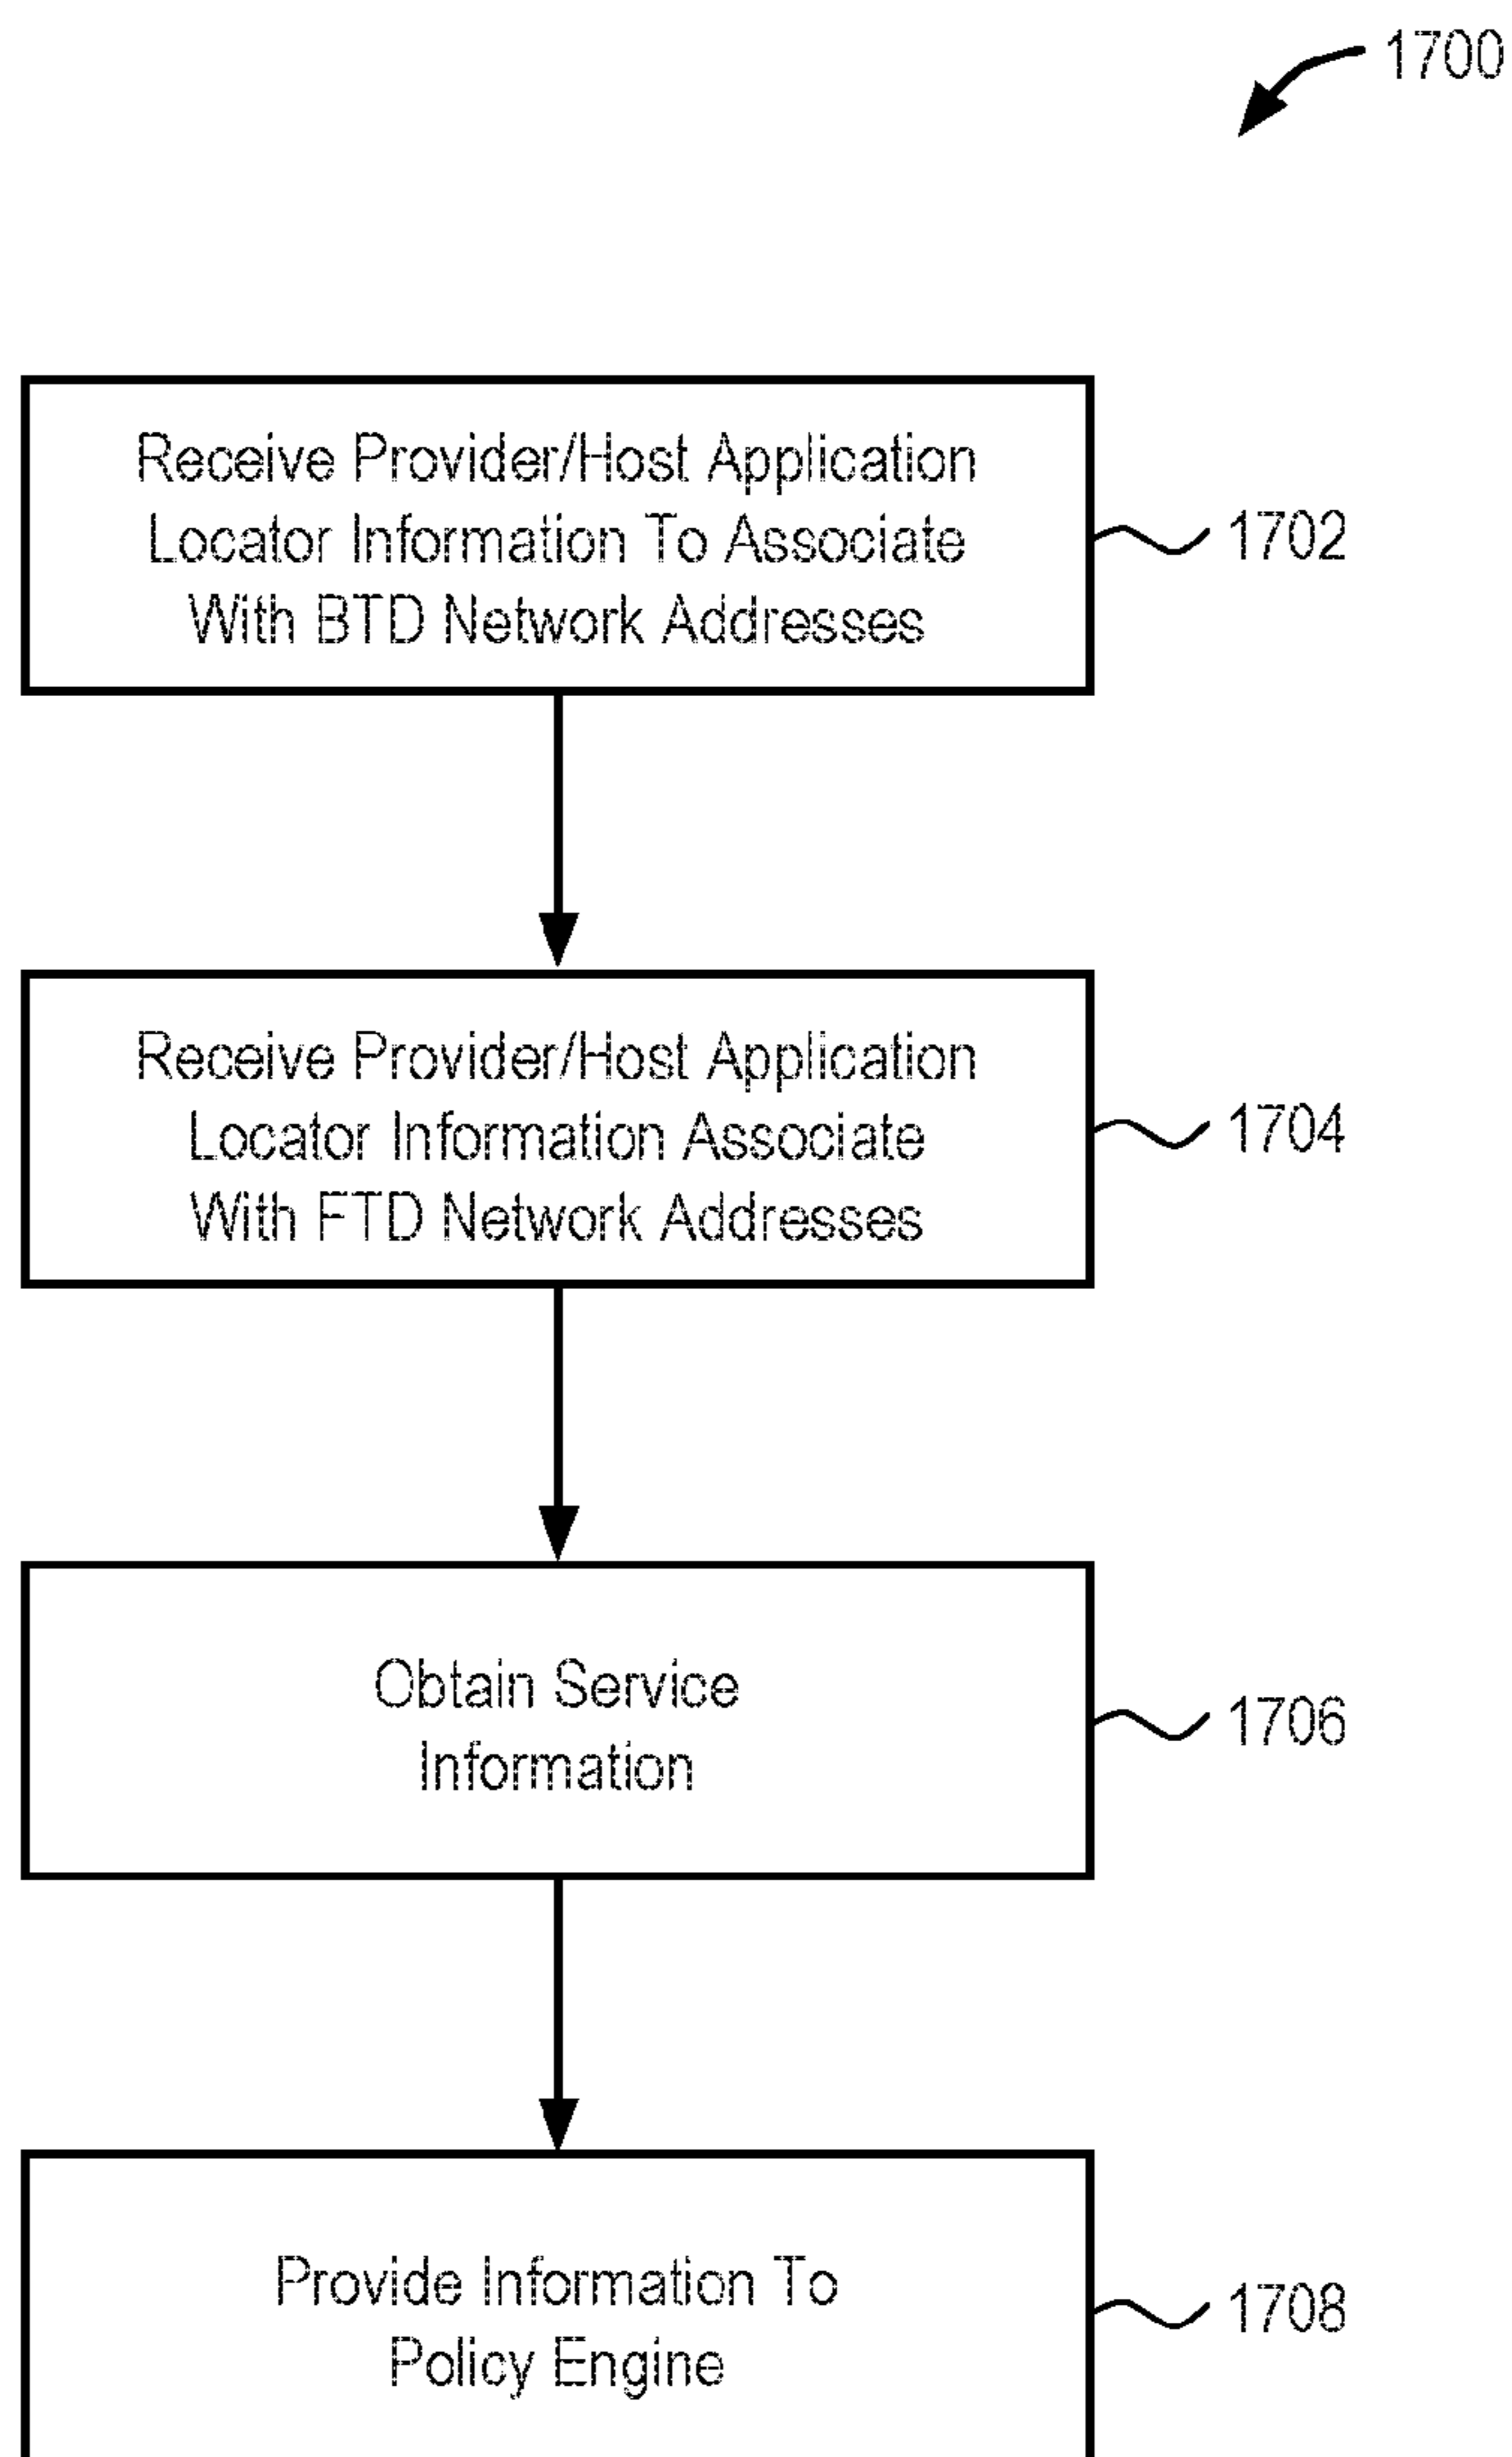 1700
Receive Provider/Host Application
Locator Information To Associate
With BTD Network Addresses
1702
Receive Provider/Host Application
Locator Information Associate
With FTD Network Addresses
1704
Obtain Service
Information
1706
Provide Information To
Policy Engine
1708